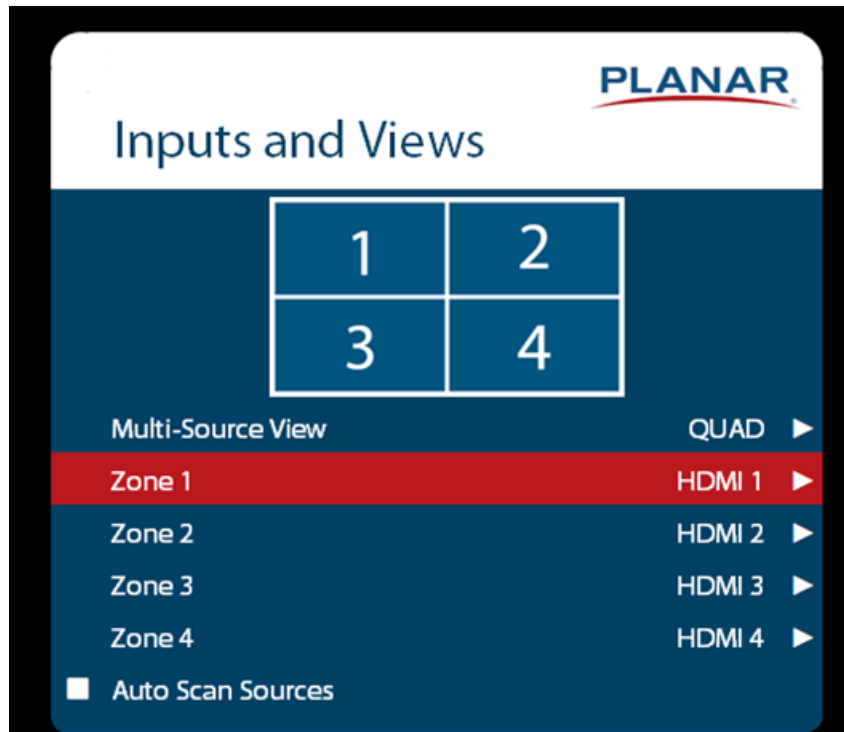 PLANAR
Inputs and Views
1 2
3 4
Multi-Source View QUAD ▶
Zone 1 HDMI 1 ▶
Zone 2 HDMI 2 ▶
Zone 3 HDMI 3 ▶
Zone 4 HDMI 4 ▶
Auto Scan Sources